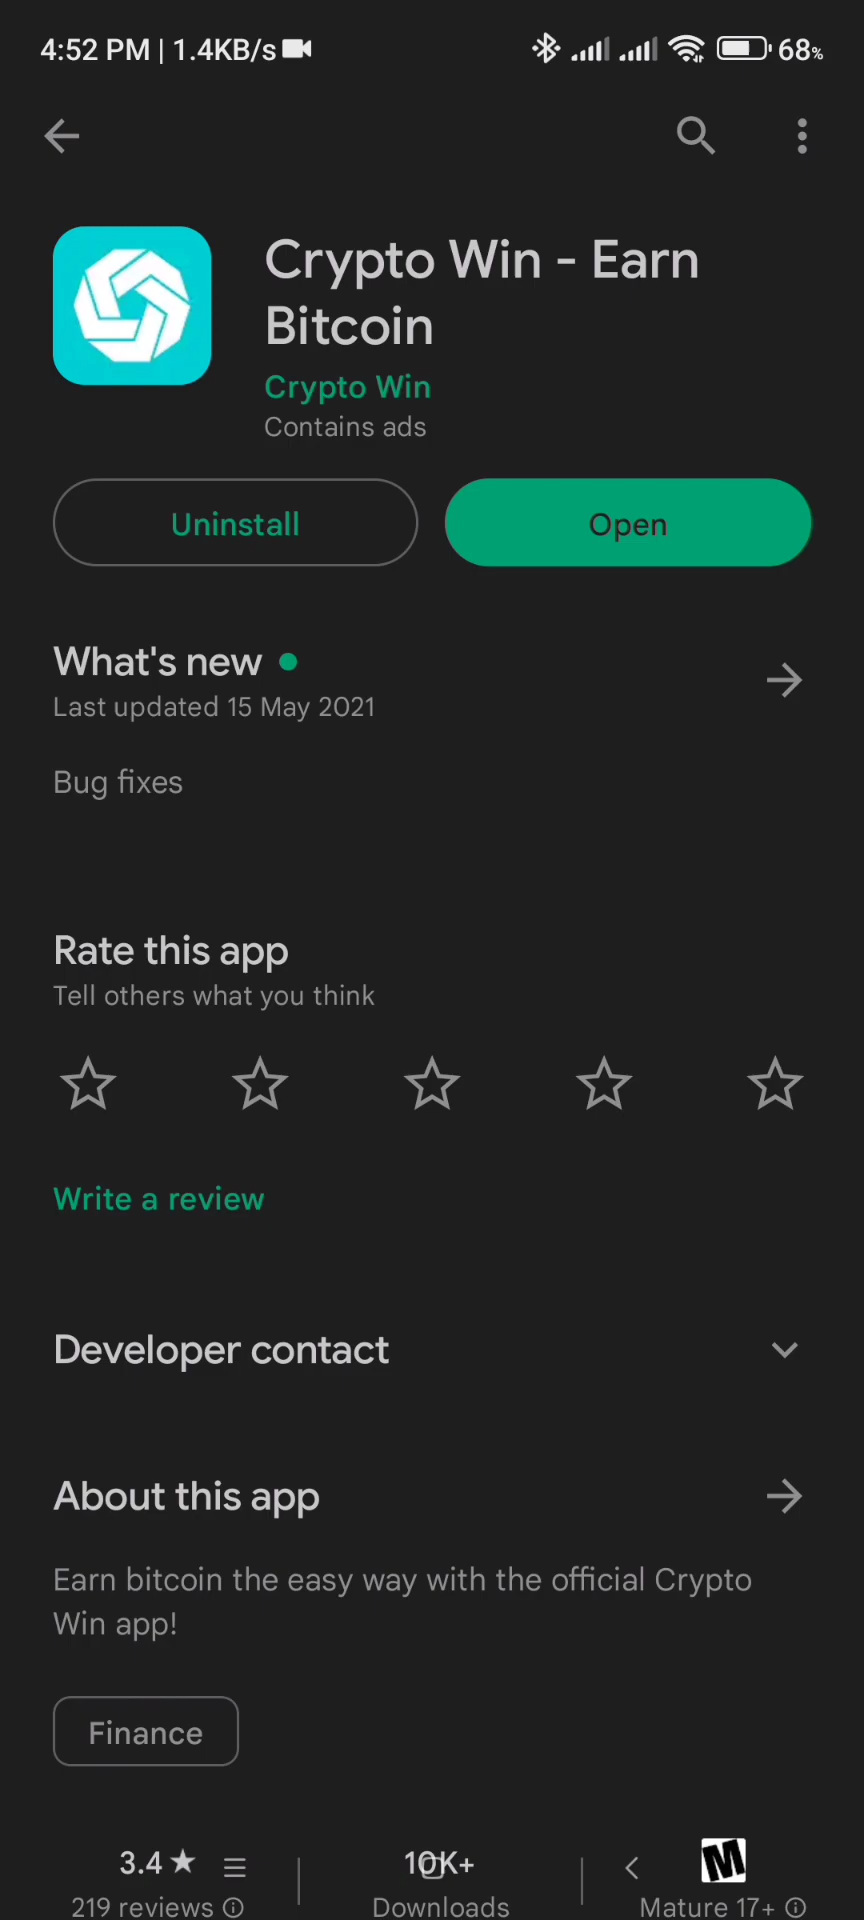 4:52 PM | 1.4KB/s
68%
Crypto Win - Earn
Bitcoin
Crypto Win
Contains ads
Uninstall
Open
What's new
Last updated 15 May 2021
Bug fixes
Rate this app
Tell others what you think
Write a review
Developer contact
About this app
Earn bitcoin the easy way with the official Crypto
Win app!
Finance
3.4★
10K+
M
219 reviews
Downloads
Mature 17+